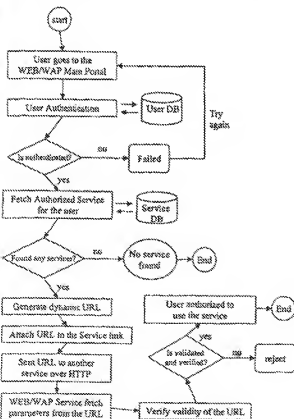 start
User goes to the
WEB/WAP Main Portal
User Authentication
User DB
Try
again
Is authenticated?
no
Failed
yes
Fetch Authorized Service
for the user
Service
DB
Found any services?
no
No service
found
End
yes
Generate dynamic URL
User authorized to
use the service
End
Attach URL to the Service link
yes
Is validated
and verified?
no
reject
Sent URL to another
service over HTTP
WEB/WAP Service fetch
parameters from the URL
Verify validity of the URL